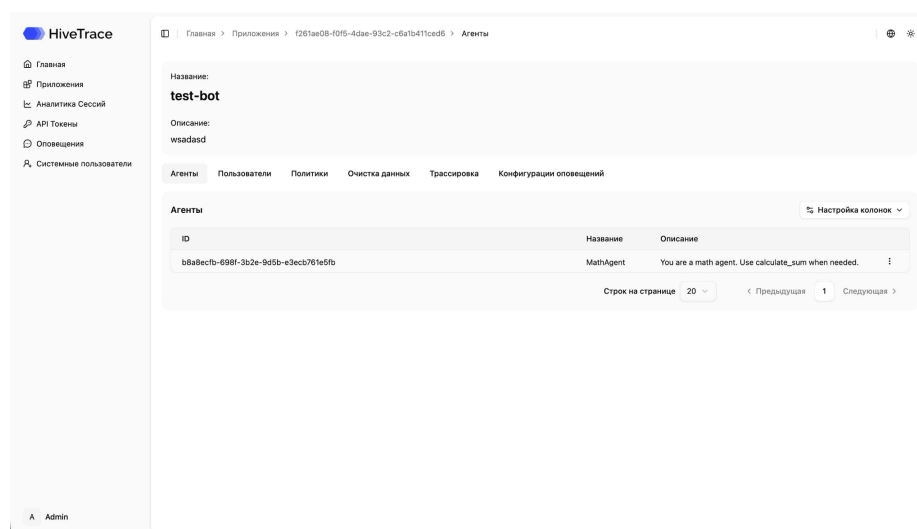 HiveTrace
Главная
Приложения
Аналитика Сессий
API Токены
Оповещения
Системные пользователи
A Admin
Главная > Приложения > f261ae08-f0f5-4dae-93c2-c6a1b411ced6 > Агенты
Название:
test-bot
Описание:
wsadasd
Агенты Пользователи Политики Очистка данных Трассировка Конфигурации оповещений
Агенты
Настройка колонок
ID Название Описание
b8a8ecfb-698f-3b2e-9d5b-e3ecb761e5fb MathAgent You are a math agent. Use calculate_sum when needed.
Строк на странице 20 < Предыдущая 1 Следующая >